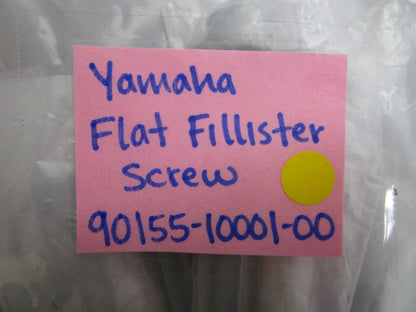 Yamaha
Flat Fillister
Screw
90155-10001-00